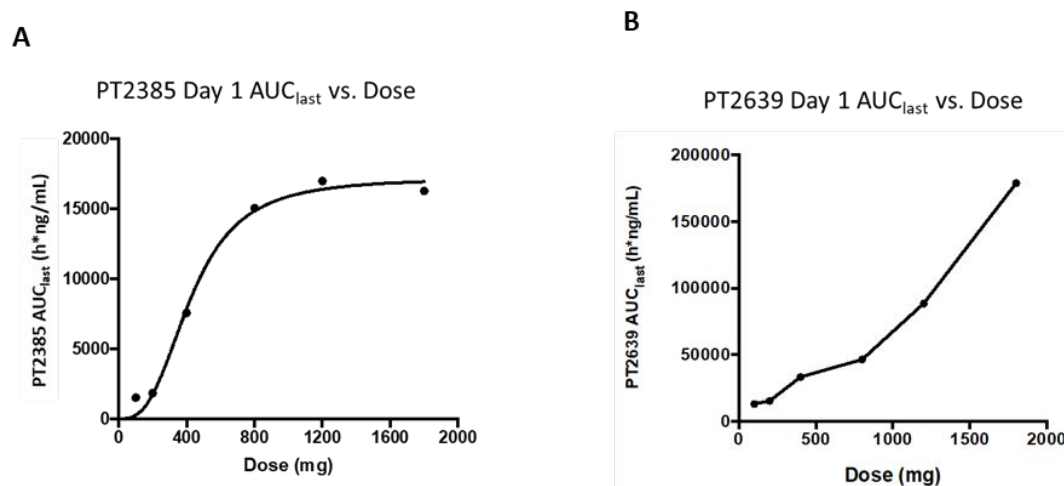 A
PT2385 Day 1 AUClast vs. Dose
PT2385 AUClast (h*ng/mL)
20000
15000
10000
5000
0
0 400 800 1200 1600 2000
Dose (mg)
B
PT2639 Day 1 AUClast vs. Dose
PT2639 AUClast (h*ng/mL)
200000
150000
100000
50000
0
0 500 1000 1500 2000
Dose (mg)